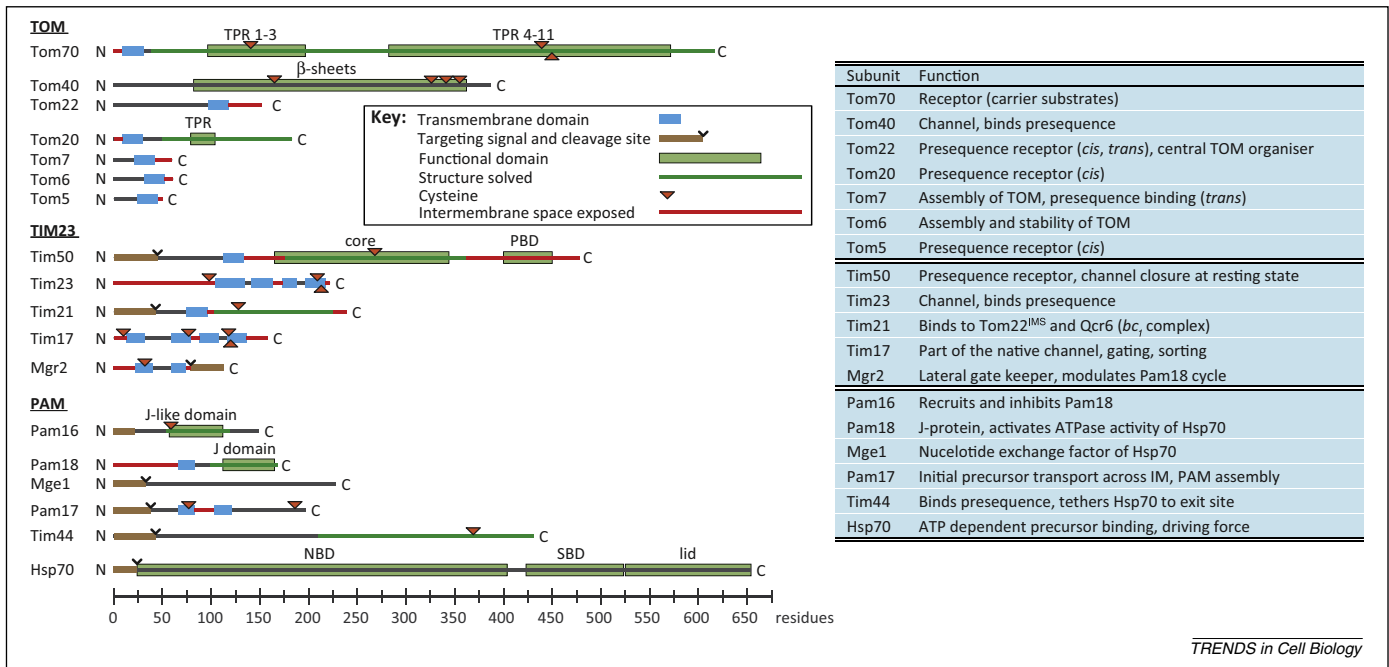 TOM
TPR 1-3 TPR 4-11
Tom70 N C
β-sheets
Tom40 N C
Tom22 N C
TPR
Tom20 N C
Tom7 N C
Tom6 N C
Tom5 N C
Key: Transmembrane domain
Targeting signal and cleavage site
Functional domain
Structure solved
Cysteine
Intermembrane space exposed
TIM23
core PBD
Tim50 N C
Tim23 N C
Tim21 N C
Tim17 N C
Mgr2 N C
PAM
J-like domain
Pam16 N C
J domain
Pam18 N C
Mge1 N C
Pam17 N C
Tim44 N C
NBD SBD lid
Hsp70 N C
0 50 100 150 200 250 300 350 400 450 500 550 600 650 residues
Subunit Function
Tom70 Receptor (carrier substrates)
Tom40 Channel, binds presequence
Tom22 Presequence receptor (cis, trans), central TOM organiser
Tom20 Presequence receptor (cis)
Tom7 Assembly of TOM, presequence binding (trans)
Tom6 Assembly and stability of TOM
Tom5 Presequence receptor (cis)
Tim50 Presequence receptor, channel closure at resting state
Tim23 Channel, binds presequence
Tim21 Binds to Tom22IMS and Qcr6 (bc1 complex)
Tim17 Part of the native channel, gating, sorting
Mgr2 Lateral gate keeper, modulates Pam18 cycle
Pam16 Recruits and inhibits Pam18
Pam18 J-protein, activates ATPase activity of Hsp70
Mge1 Nucelotide exchange factor of Hsp70
Pam17 Initial precursor transport across IM, PAM assembly
Tim44 Binds presequence, tethers Hsp70 to exit site
Hsp70 ATP dependent precursor binding, driving force
TRENDS in Cell Biology